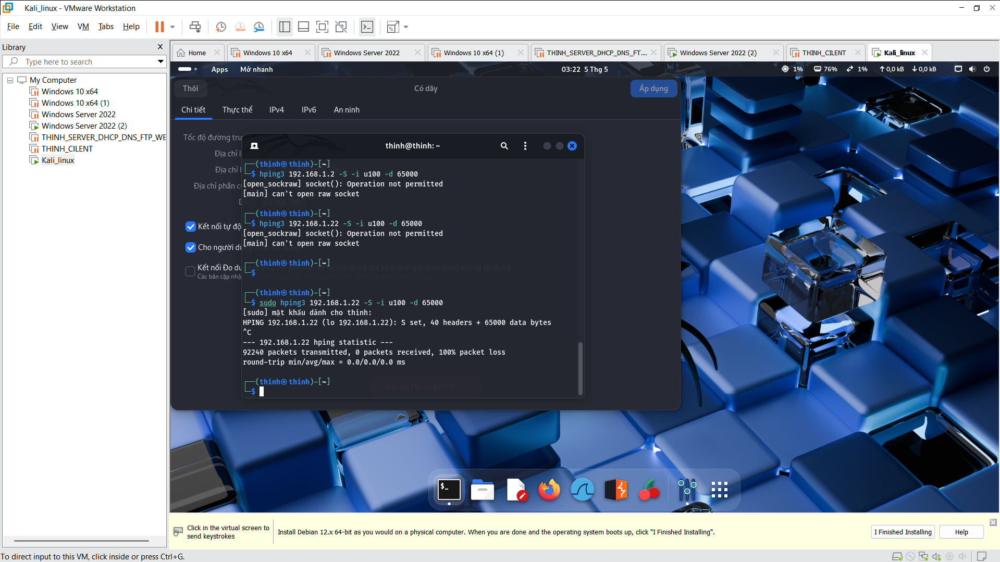 Kali_linux - VMware Workstation
File Edit View VM Tabs Help
Library
Type here to search
My Computer
Windows 10 x64
Windows 10 x64 (1)
Windows Server 2022
Windows Server 2022 (2)
THINH_SERVER_DHCP_DNS_FTP_WE
THINH_CILENT
Kali_linux
Home
Windows 10 x64
Windows Server 2022
Windows 10 x64 (1)
THINH_SERVER_DHCP_DNS_FT...
Windows Server 2022 (2)
THINH_CILENT
Kali_linux
Apps Mở nhanh 03:22 5 Thg 5 1% 76% 1% ↑0,0 kB ↓0,0 kB
Thôi Có dây Áp dụng
Chi tiết Thực thể IPv4 IPv6 An ninh
Tốc độ đường tru
Địa chỉ I
Địa chỉ I
Địa chỉ phần cứ
192.168.199.1
Kết nối tự độ
Cho người dù
Kết nối Đo du
Các bản cập nhậ
thinh@thinh: ~
┌──(thinh㉿thinh)-[~]
└─$ hping3 192.168.1.2 -S -i u100 -d 65000
[open_sockraw] socket(): Operation not permitted
[main] can't open raw socket
┌──(thinh㉿thinh)-[~]
└─$ hping3 192.168.1.22 -S -i u100 -d 65000
[open_sockraw] socket(): Operation not permitted
[main] can't open raw socket
┌──(thinh㉿thinh)-[~]
└─$
┌──(thinh㉿thinh)-[~]
└─$ sudo hping3 192.168.1.22 -S -i u100 -d 65000
[sudo] mật khẩu dành cho thinh:
HPING 192.168.1.22 (lo 192.168.1.22): S set, 40 headers + 65000 data bytes
^C
--- 192.168.1.22 hping statistic ---
92240 packets transmitted, 0 packets received, 100% packet loss
round-trip min/avg/max = 0.0/0.0/0.0 ms
┌──(thinh㉿thinh)-[~]
└─$
Click in the virtual screen to
send keystrokes
Install Debian 12.x 64-bit as you would on a physical computer. When you are done and the operating system boots up, click "I Finished Installing".
I Finished Installing
Help
To direct input to this VM, click inside or press Ctrl+G.